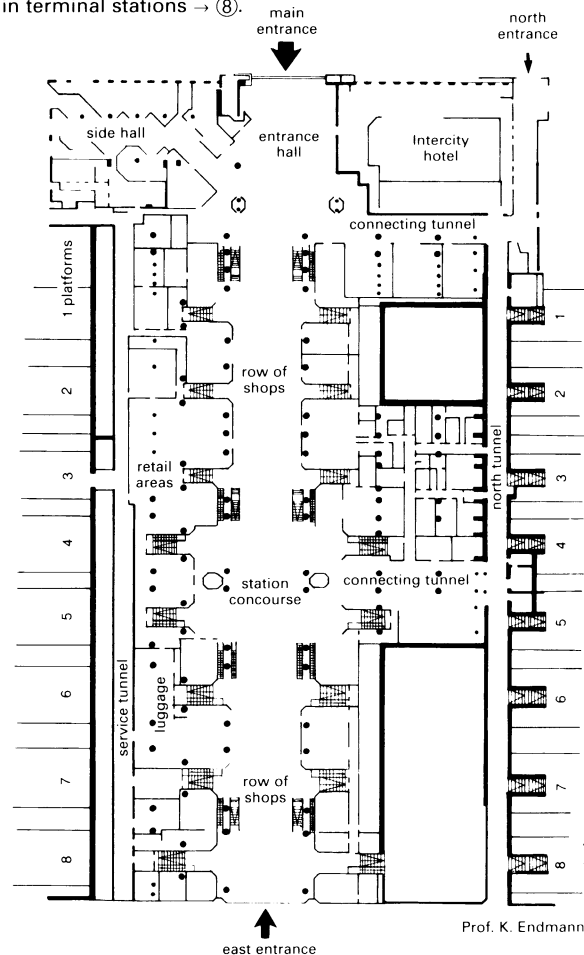 in terminal stations → ⑧.
main
entrance
north
entrance
side hall
entrance
hall
Intercity
hotel
connecting tunnel
1 platforms
1
row of
shops
2
2
retail
areas
north tunnel
3
3
4
4
station
concourse
connecting tunnel
5
5
service tunnel
luggage
6
6
row of
shops
7
7
8
8
Prof. K. Endmann
east entrance